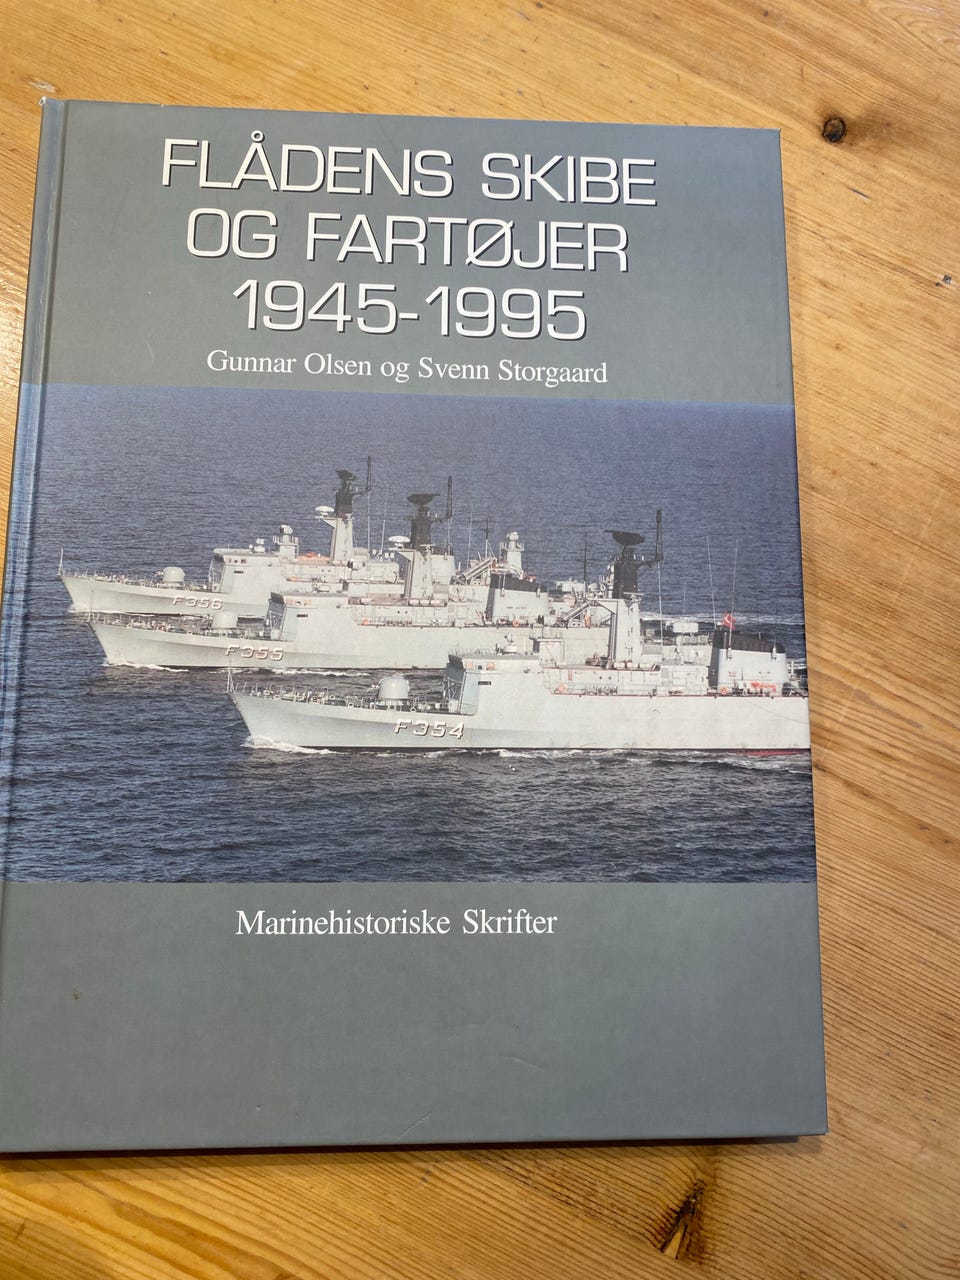 FLÅDENS SKIBE
OG FARTØJER
1945-1995
Gunnar Olsen og Svenn Storgaard
F356
F355
F354
Marinehistoriske Skrifter